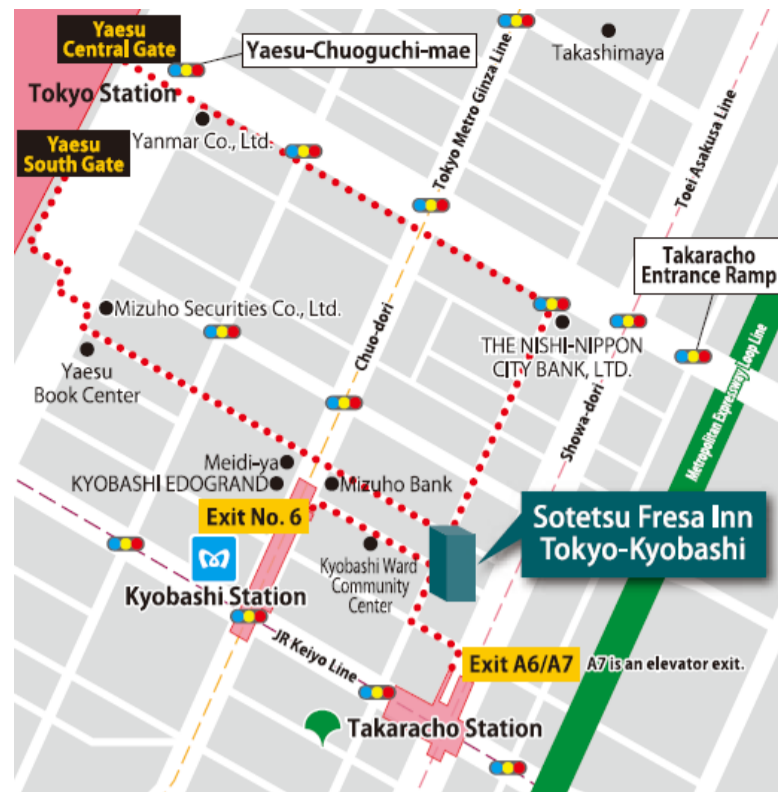 Yaesu
Central Gate
Yaesu-Chuoguchi-mae
Takashimaya
Tokyo Station
Yanmar Co., Ltd.
Yaesu
South Gate
Tokyo Metro Ginza Line
Toei Asakusa Line
Takaracho
Entrance Ramp
Mizuho Securities Co., Ltd.
Yaesu
Book Center
Chuo-dori
THE NISHI-NIPPON
CITY BANK, LTD.
Showa-dori
Metropolitan Expressway Loop Line
Meidi-ya
KYOBASHI EDOGRAND
Mizuho Bank
Exit No. 6
Sotetsu Fresa Inn
Tokyo-Kyobashi
Kyobashi Ward
Community
Center
Kyobashi Station
JR Keiyo Line
Exit A6/A7
A7 is an elevator exit.
Takaracho Station